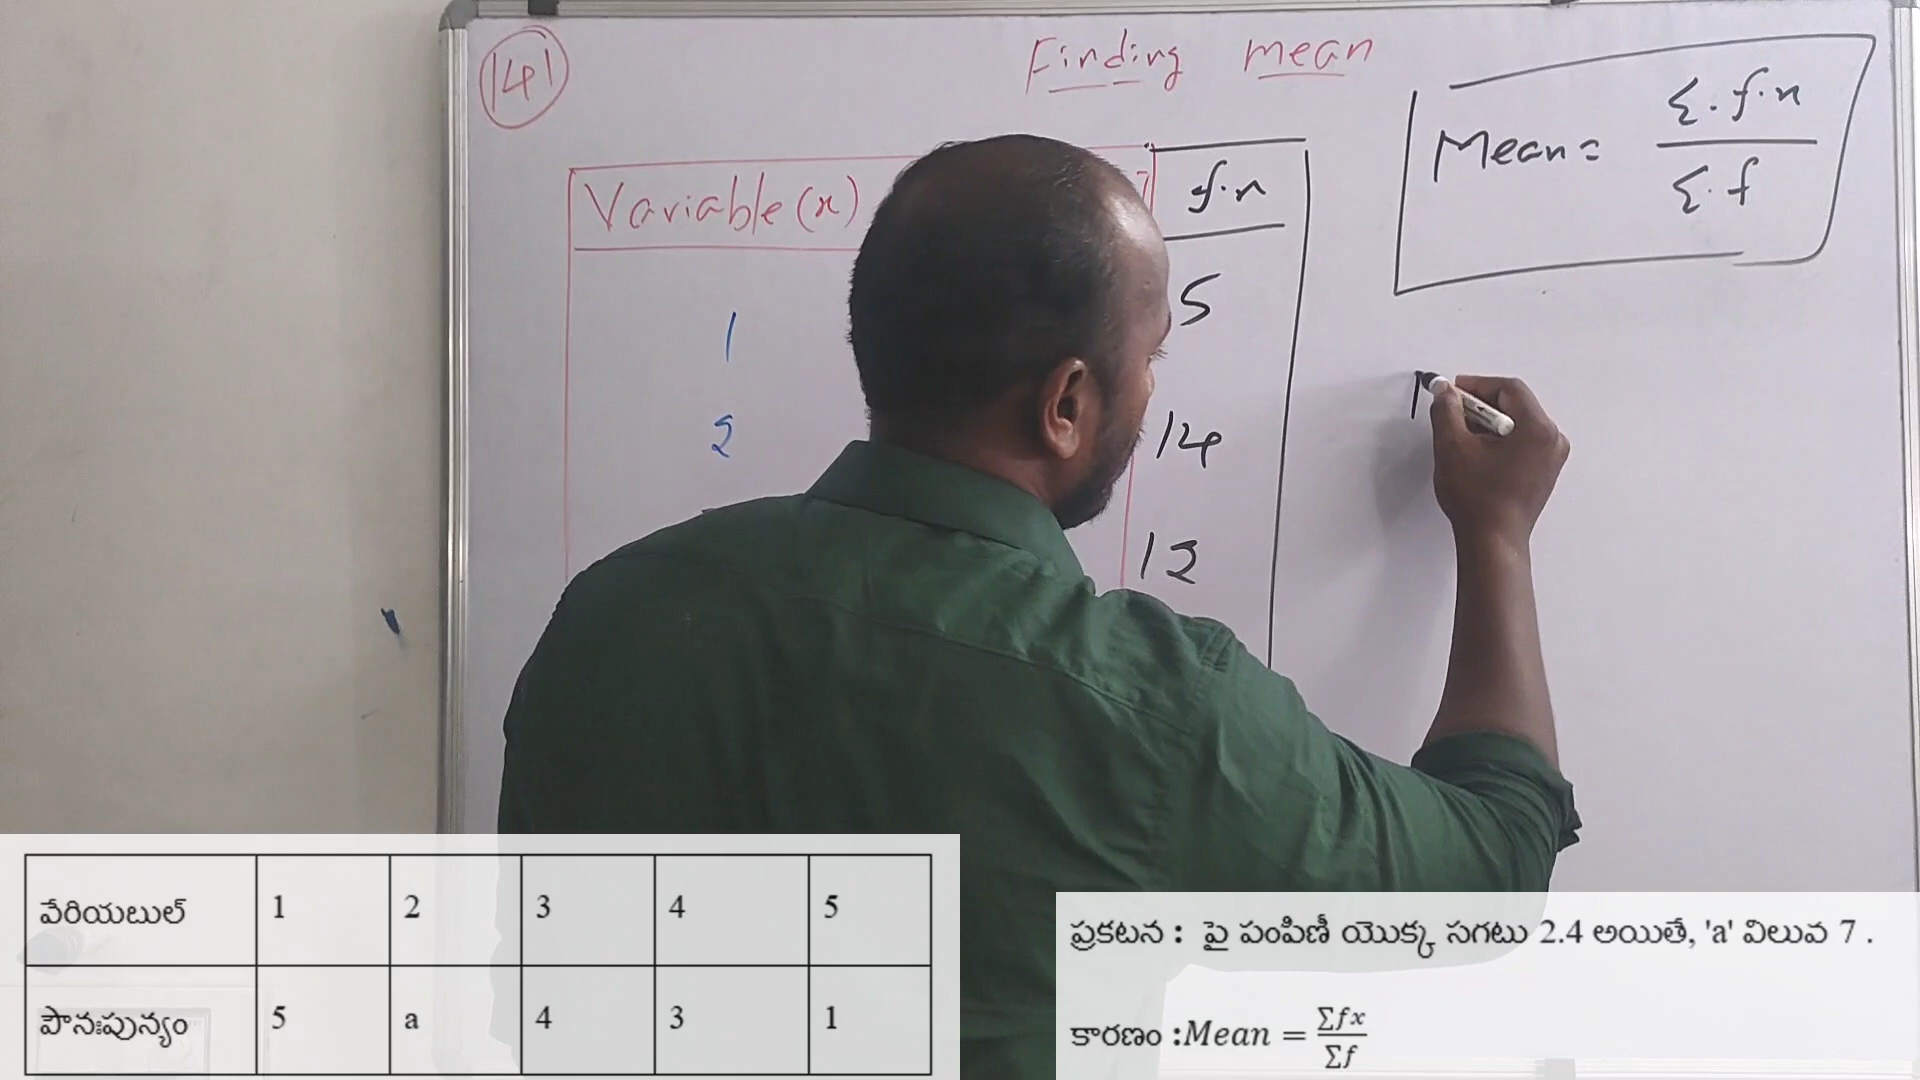 141
Finding mean
Mean = Σ.f.x / Σ.f
Variable (x) f.x
1 5
2 14
12
వేరియబుల్ 1 2 3 4 5
పౌనఃపున్యం 5 a 4 3 1
ప్రకటన : పై పంపిణీ యొక్క సగటు 2.4 అయితే, 'a' విలువ 7 .
కారణం :Mean = Σfx / Σf